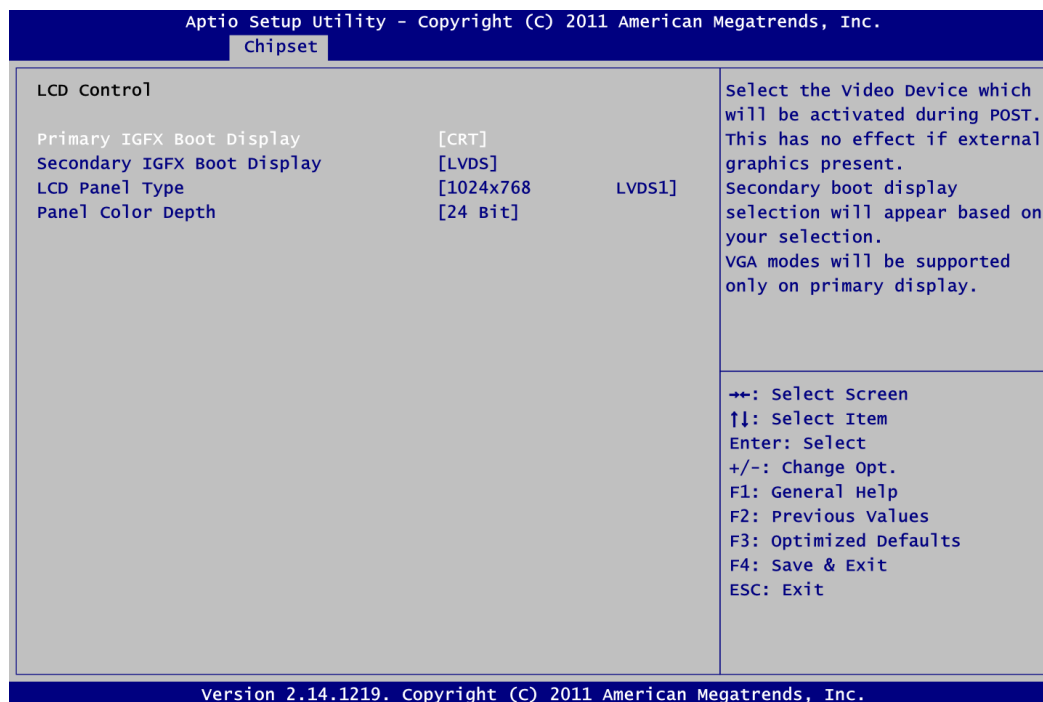 Aptio Setup Utility – Copyright (C) 2011 American Megatrends, Inc.
Chipset
LCD Control
Primary IGFX Boot Display [CRT]
Secondary IGFX Boot Display [LVDS]
LCD Panel Type [1024x768 LVDS1]
Panel Color Depth [24 Bit]
Select the Video Device which
will be activated during POST.
This has no effect if external
graphics present.
Secondary boot display
selection will appear based on
your selection.
VGA modes will be supported
only on primary display.
→←: Select Screen
↑↓: Select Item
Enter: Select
+/-: Change Opt.
F1: General Help
F2: Previous Values
F3: Optimized Defaults
F4: Save & Exit
ESC: Exit
Version 2.14.1219. Copyright (C) 2011 American Megatrends, Inc.